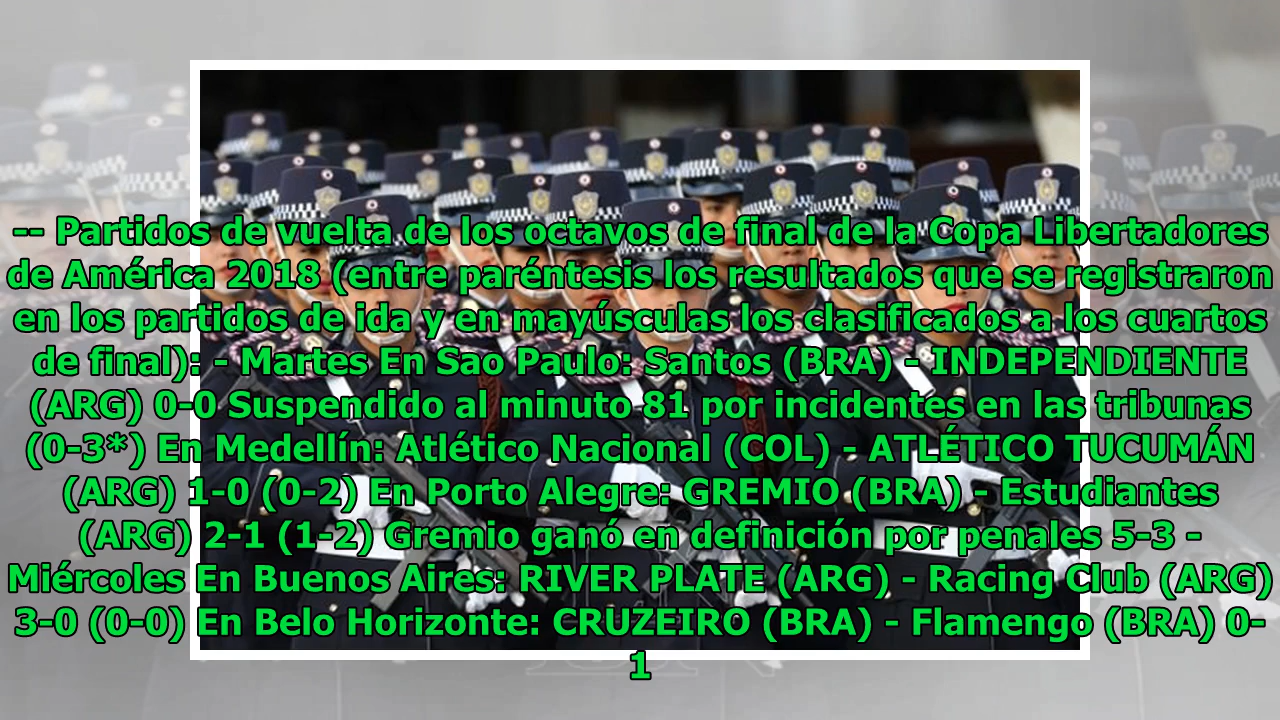 -- Partidos de vuelta de los octavos de final de la Copa Libertadores
de América 2018 (entre paréntesis los resultados que se registraron
en los partidos de ida y en mayúsculas los clasificados a los cuartos
de final): - Martes En Sao Paulo: Santos (BRA) - INDEPENDIENTE
(ARG) 0-0 Suspendido al minuto 81 por incidentes en las tribunas
(0-3*) En Medellín: Atlético Nacional (COL) - ATLÉTICO TUCUMÁN
(ARG) 1-0 (0-2) En Porto Alegre: GREMIO (BRA) - Estudiantes
(ARG) 2-1 (1-2) Gremio ganó en definición por penales 5-3 -
Miércoles En Buenos Aires: RIVER PLATE (ARG) - Racing Club (ARG)
3-0 (0-0) En Belo Horizonte: CRUZEIRO (BRA) - Flamengo (BRA) 0-
1